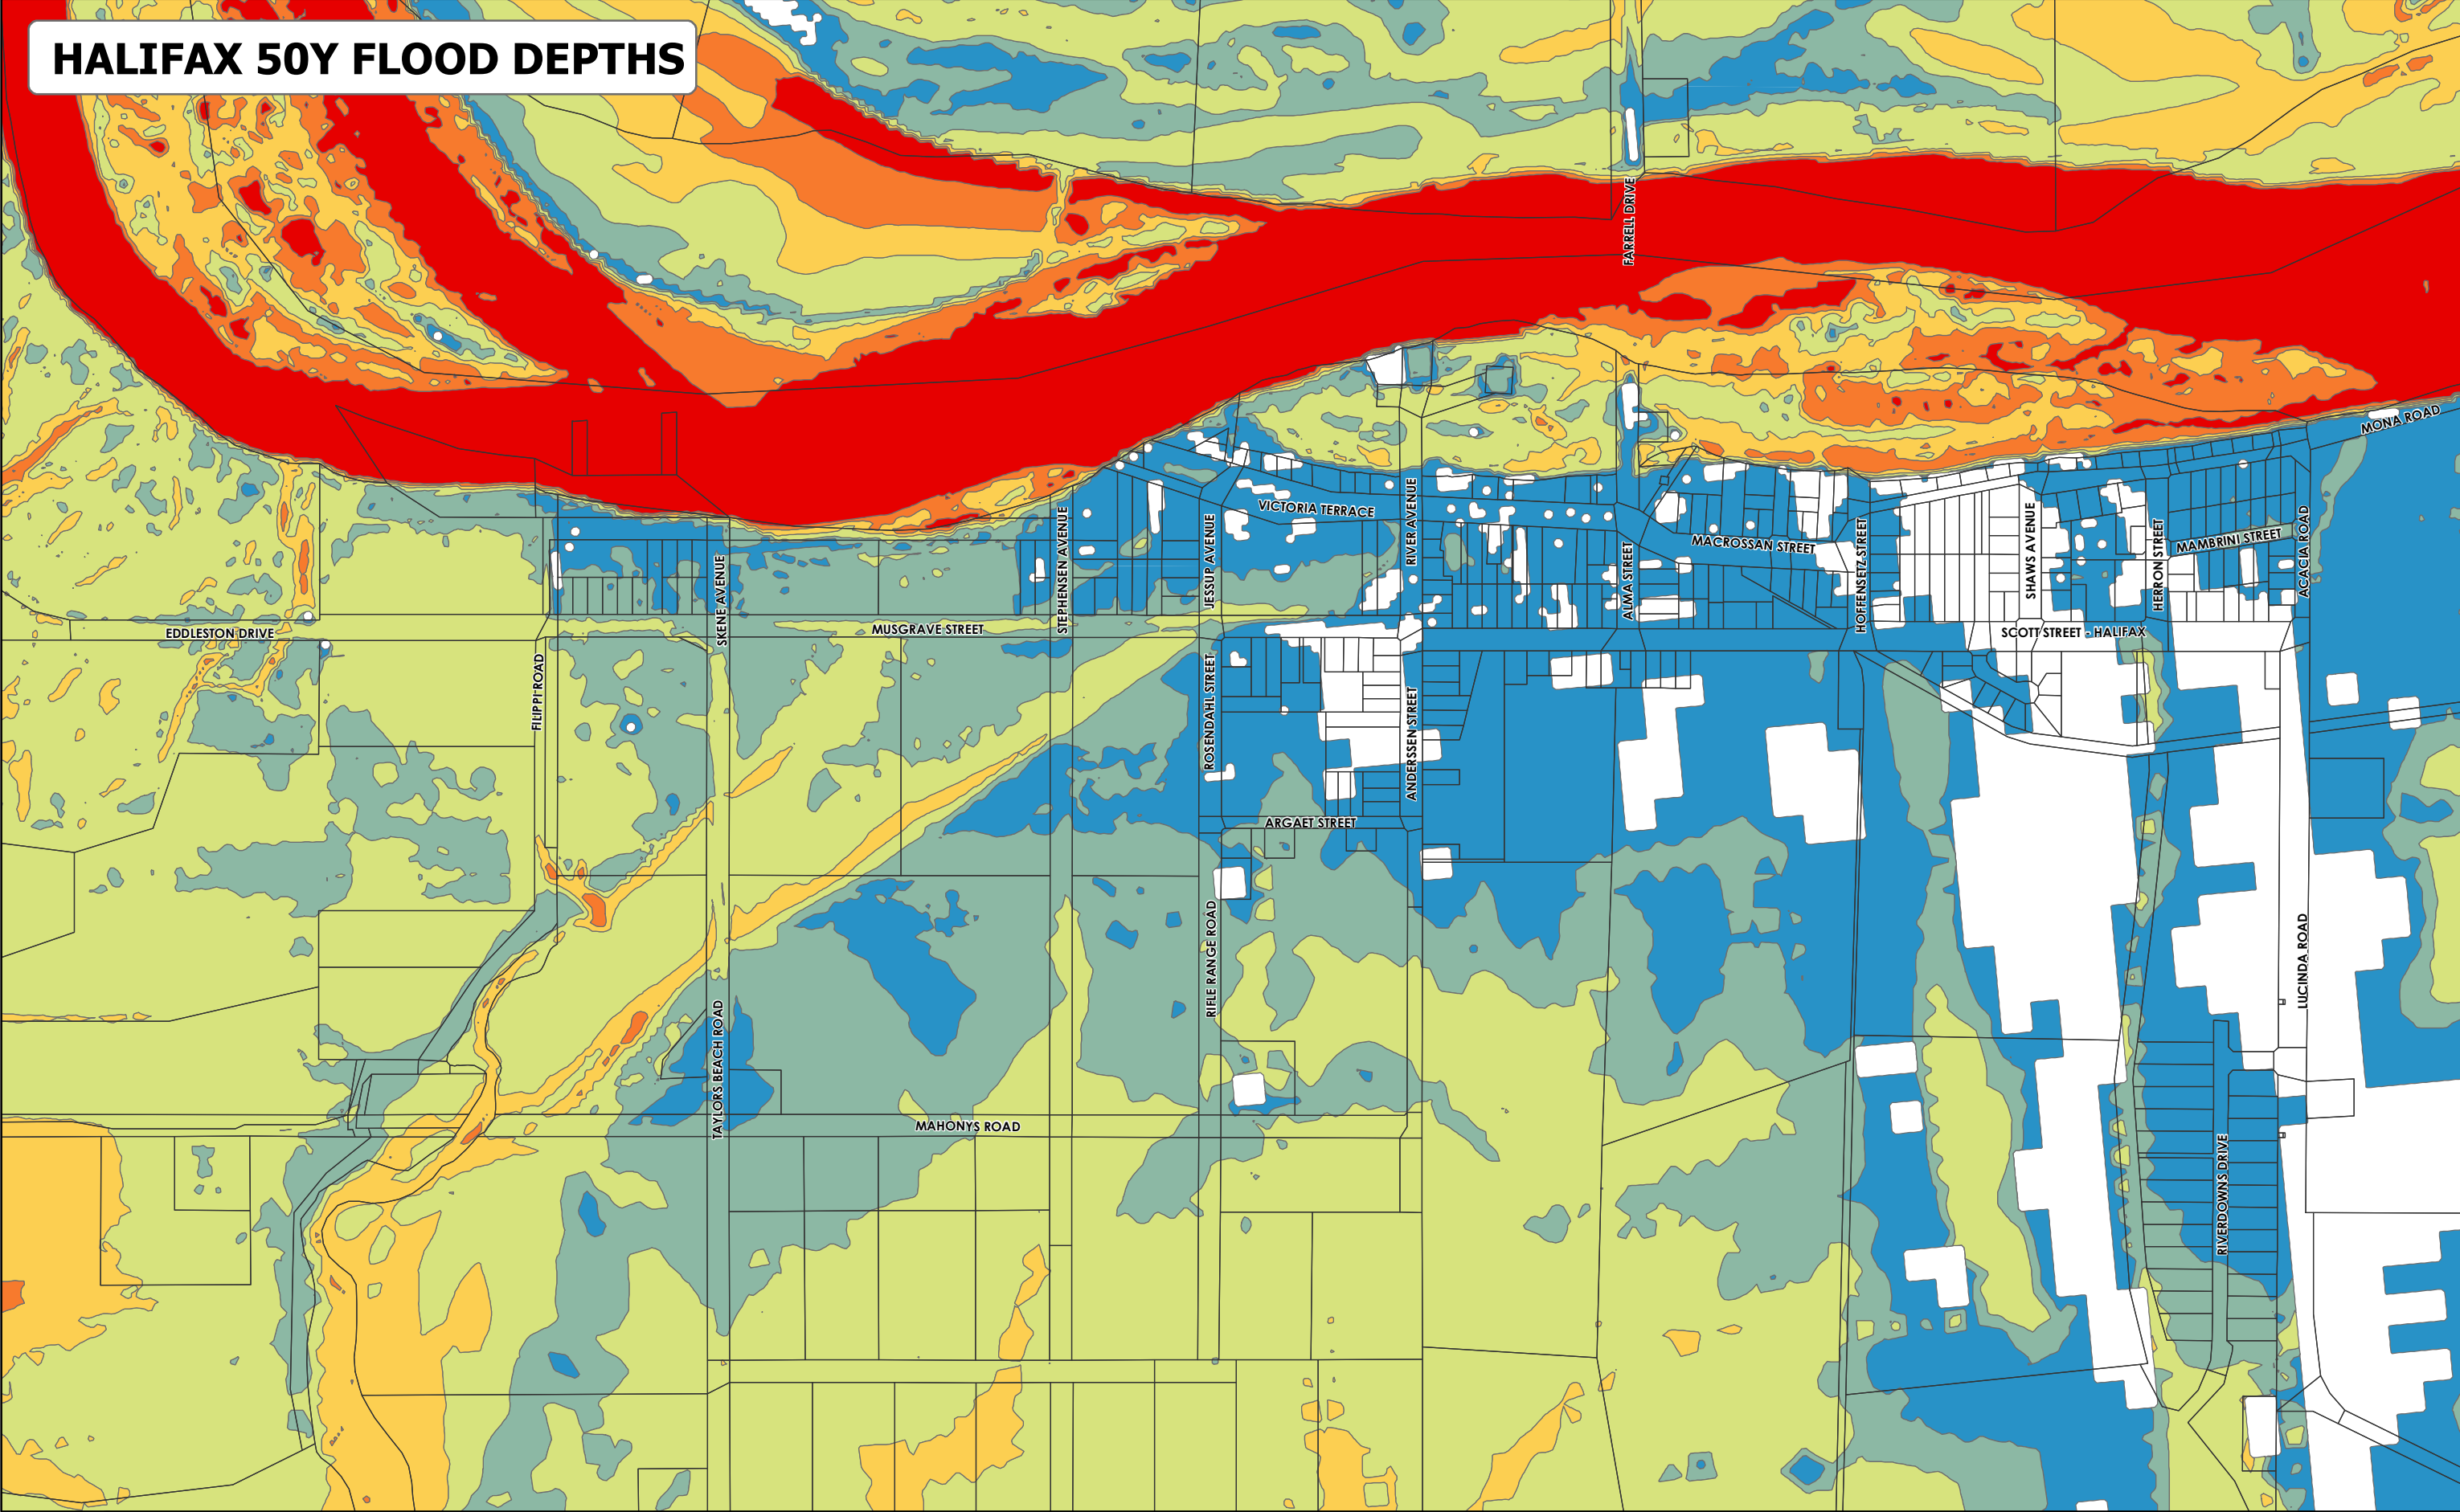 HALIFAX 50Y FLOOD DEPTHS
FARRELL DRIVE
MONA ROAD
VICTORIA TERRACE
RIVER AVENUE
STEPHENSEN AVENUE
JESSUP AVENUE
SKENE AVENUE
ALMA STREET
MACROSSAN STREET
HOFFENSETZ STREET
SHAWS AVENUE
HERRON STREET
MAMBRINI STREET
ACACIA ROAD
EDDLESTON DRIVE
MUSGRAVE STREET
SCOTT STREET - HALIFAX
FILIPPI ROAD
ROSENDAHL STREET
ANDERSSEN STREET
ARGAET STREET
RIFLE RANGE ROAD
LUCINDA ROAD
TAYLORS BEACH ROAD
MAHONYS ROAD
RIVERDOWNS DRIVE